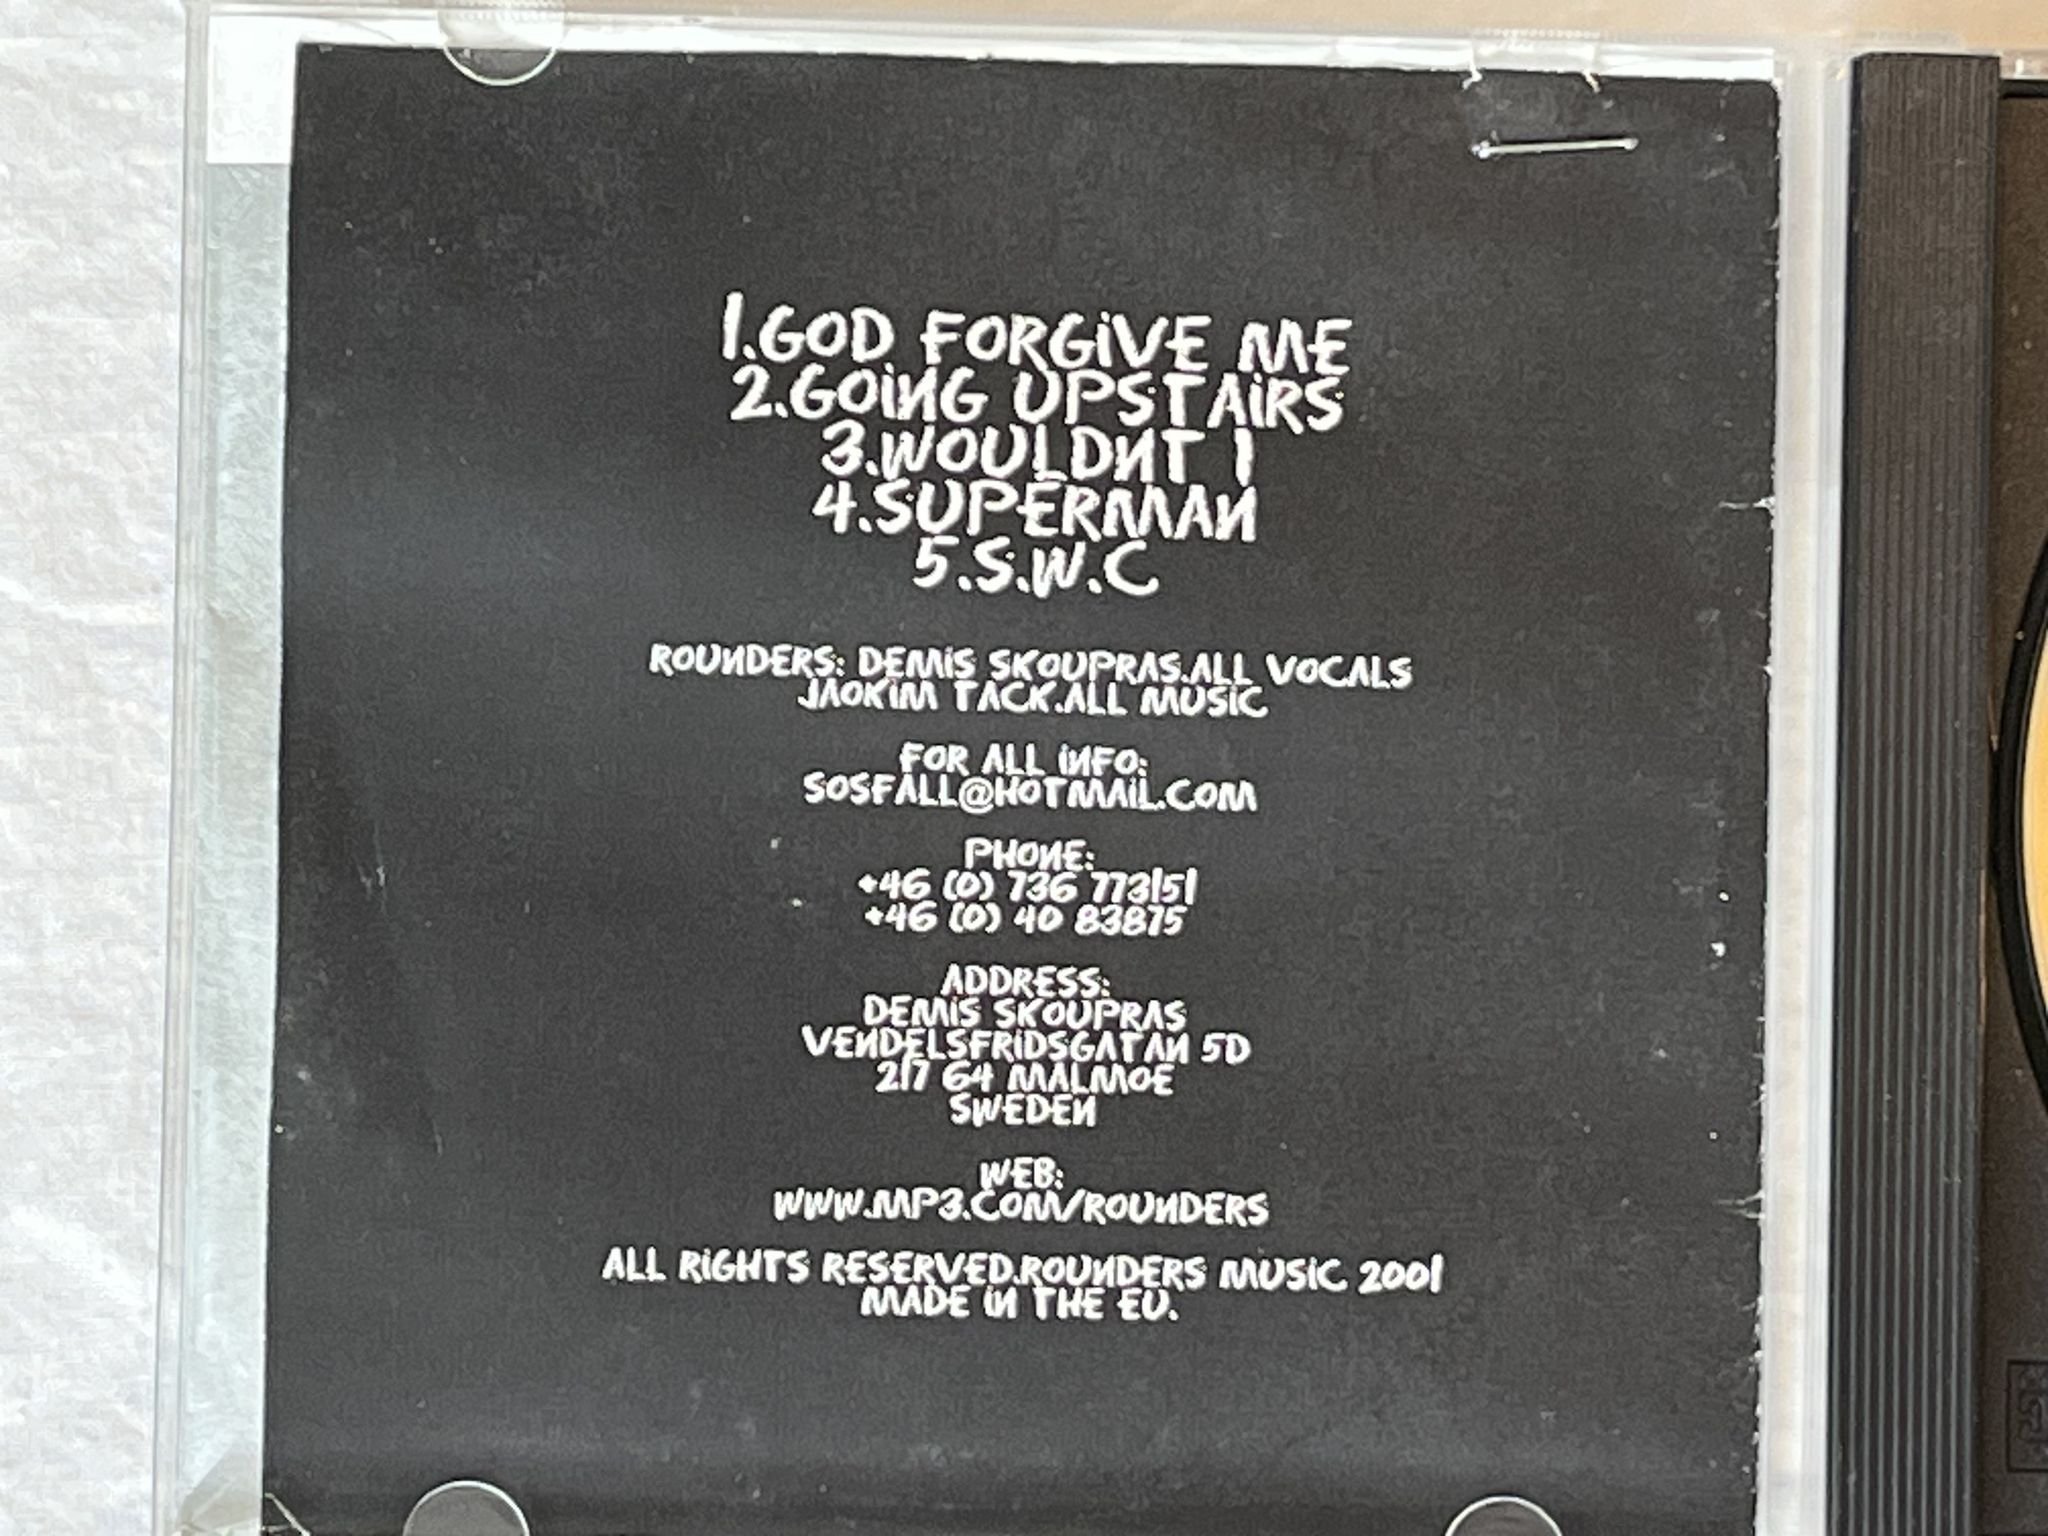 1.GOD FORGIVE ME
2.GOING UPSTAIRS
3.WOULDNT I
4.SUPERMAN
5.S.W.C
ROUNDERS: DEMIS SKOUPRAS.ALL VOCALS
JAOKIM TACK.ALL MUSIC
FOR ALL INFO:
SOSFALL@HOTMAIL.COM
PHONE:
+46 (0) 736 773151
+46 (0) 40 83875
ADDRESS:
DEMIS SKOUPRAS
VENDELSFRIDSGATAN 5D
217 64 MALMOE
SWEDEN
WEB:
WWW.MP3.COM/ROUNDERS
ALL RIGHTS RESERVED.ROUNDERS MUSIC 2001
MADE IN THE EU.